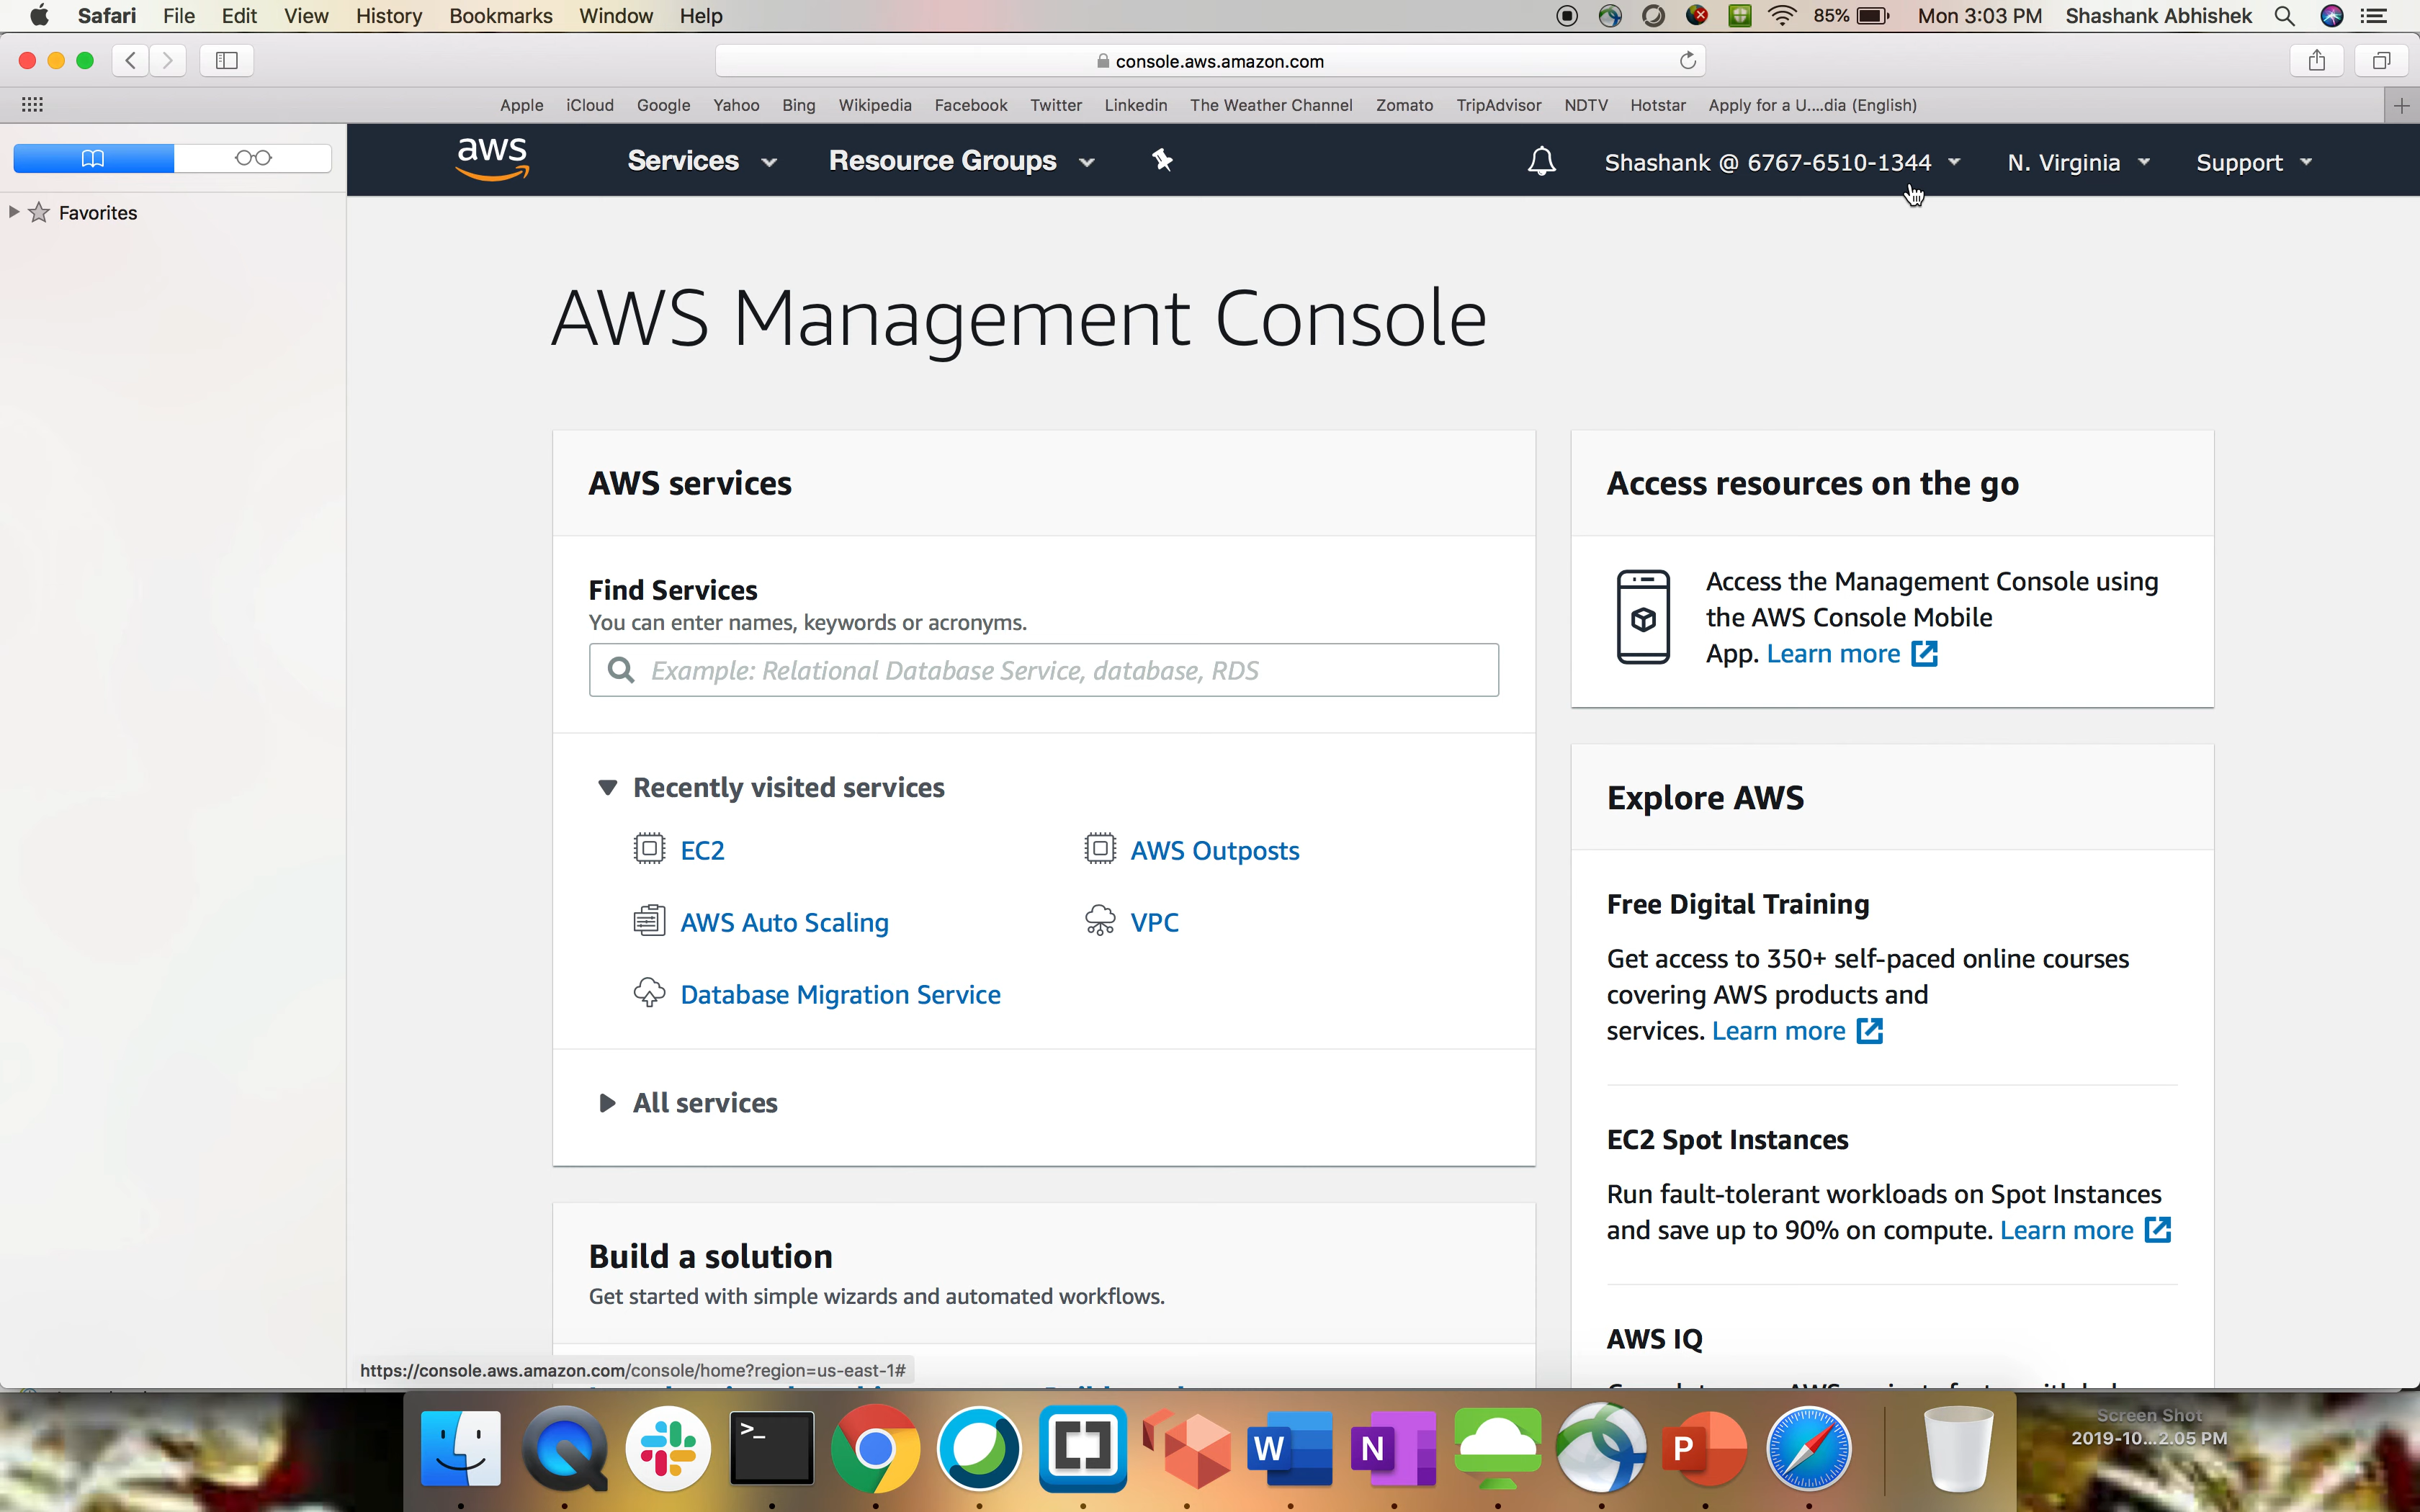 Safari File Edit View History Bookmarks Window Help 85% Mon 3:03 PM Shashank Abhishek
console.aws.amazon.com
Apple iCloud Google Yahoo Bing Wikipedia Facebook Twitter Linkedin The Weather Channel Zomato TripAdvisor NDTV Hotstar Apply for a U....dia (English)
Favorites
aws Services Resource Groups Shashank @ 6767-6510-1344 N. Virginia Support
AWS Management Console
AWS services
Find Services
You can enter names, keywords or acronyms.
Example: Relational Database Service, database, RDS
Recently visited services
EC2
AWS Outposts
AWS Auto Scaling
VPC
Database Migration Service
All services
Build a solution
Get started with simple wizards and automated workflows.
Access resources on the go
Access the Management Console using
the AWS Console Mobile
App. Learn more
Explore AWS
Free Digital Training
Get access to 350+ self-paced online courses
covering AWS products and
services. Learn more
EC2 Spot Instances
Run fault-tolerant workloads on Spot Instances
and save up to 90% on compute. Learn more
AWS IQ
https://console.aws.amazon.com/console/home?region=us-east-1#
>_
W
N
P
Screen Shot
2019-10...2.05 PM